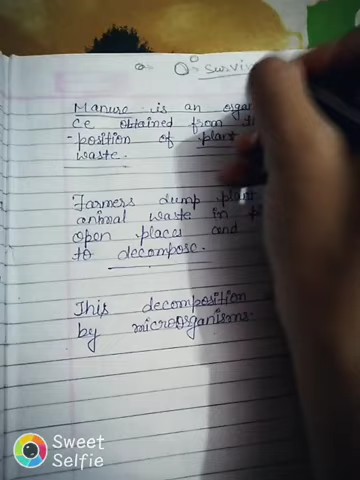 Manure is an
ce obtained from
-position of plant
waste.
Farmers dump plant
animal waste in
open places and
to decompose.
This decomposition
by microorganisms.
Sweet
Selfie